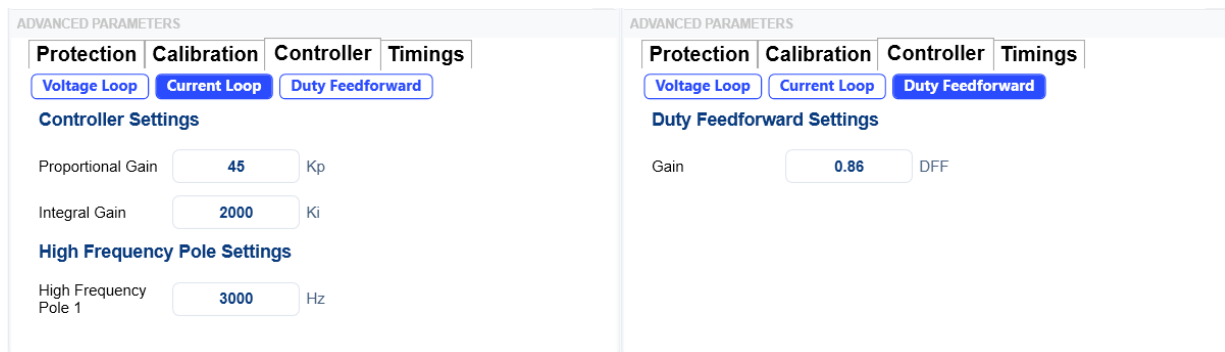 ADVANCED PARAMETERS
Protection Calibration Controller Timings
Voltage Loop Current Loop Duty Feedforward
Controller Settings
Proportional Gain 45 Kp
Integral Gain 2000 Ki
High Frequency Pole Settings
High Frequency
Pole 1 3000 Hz
ADVANCED PARAMETERS
Protection Calibration Controller Timings
Voltage Loop Current Loop Duty Feedforward
Duty Feedforward Settings
Gain 0.86 DFF